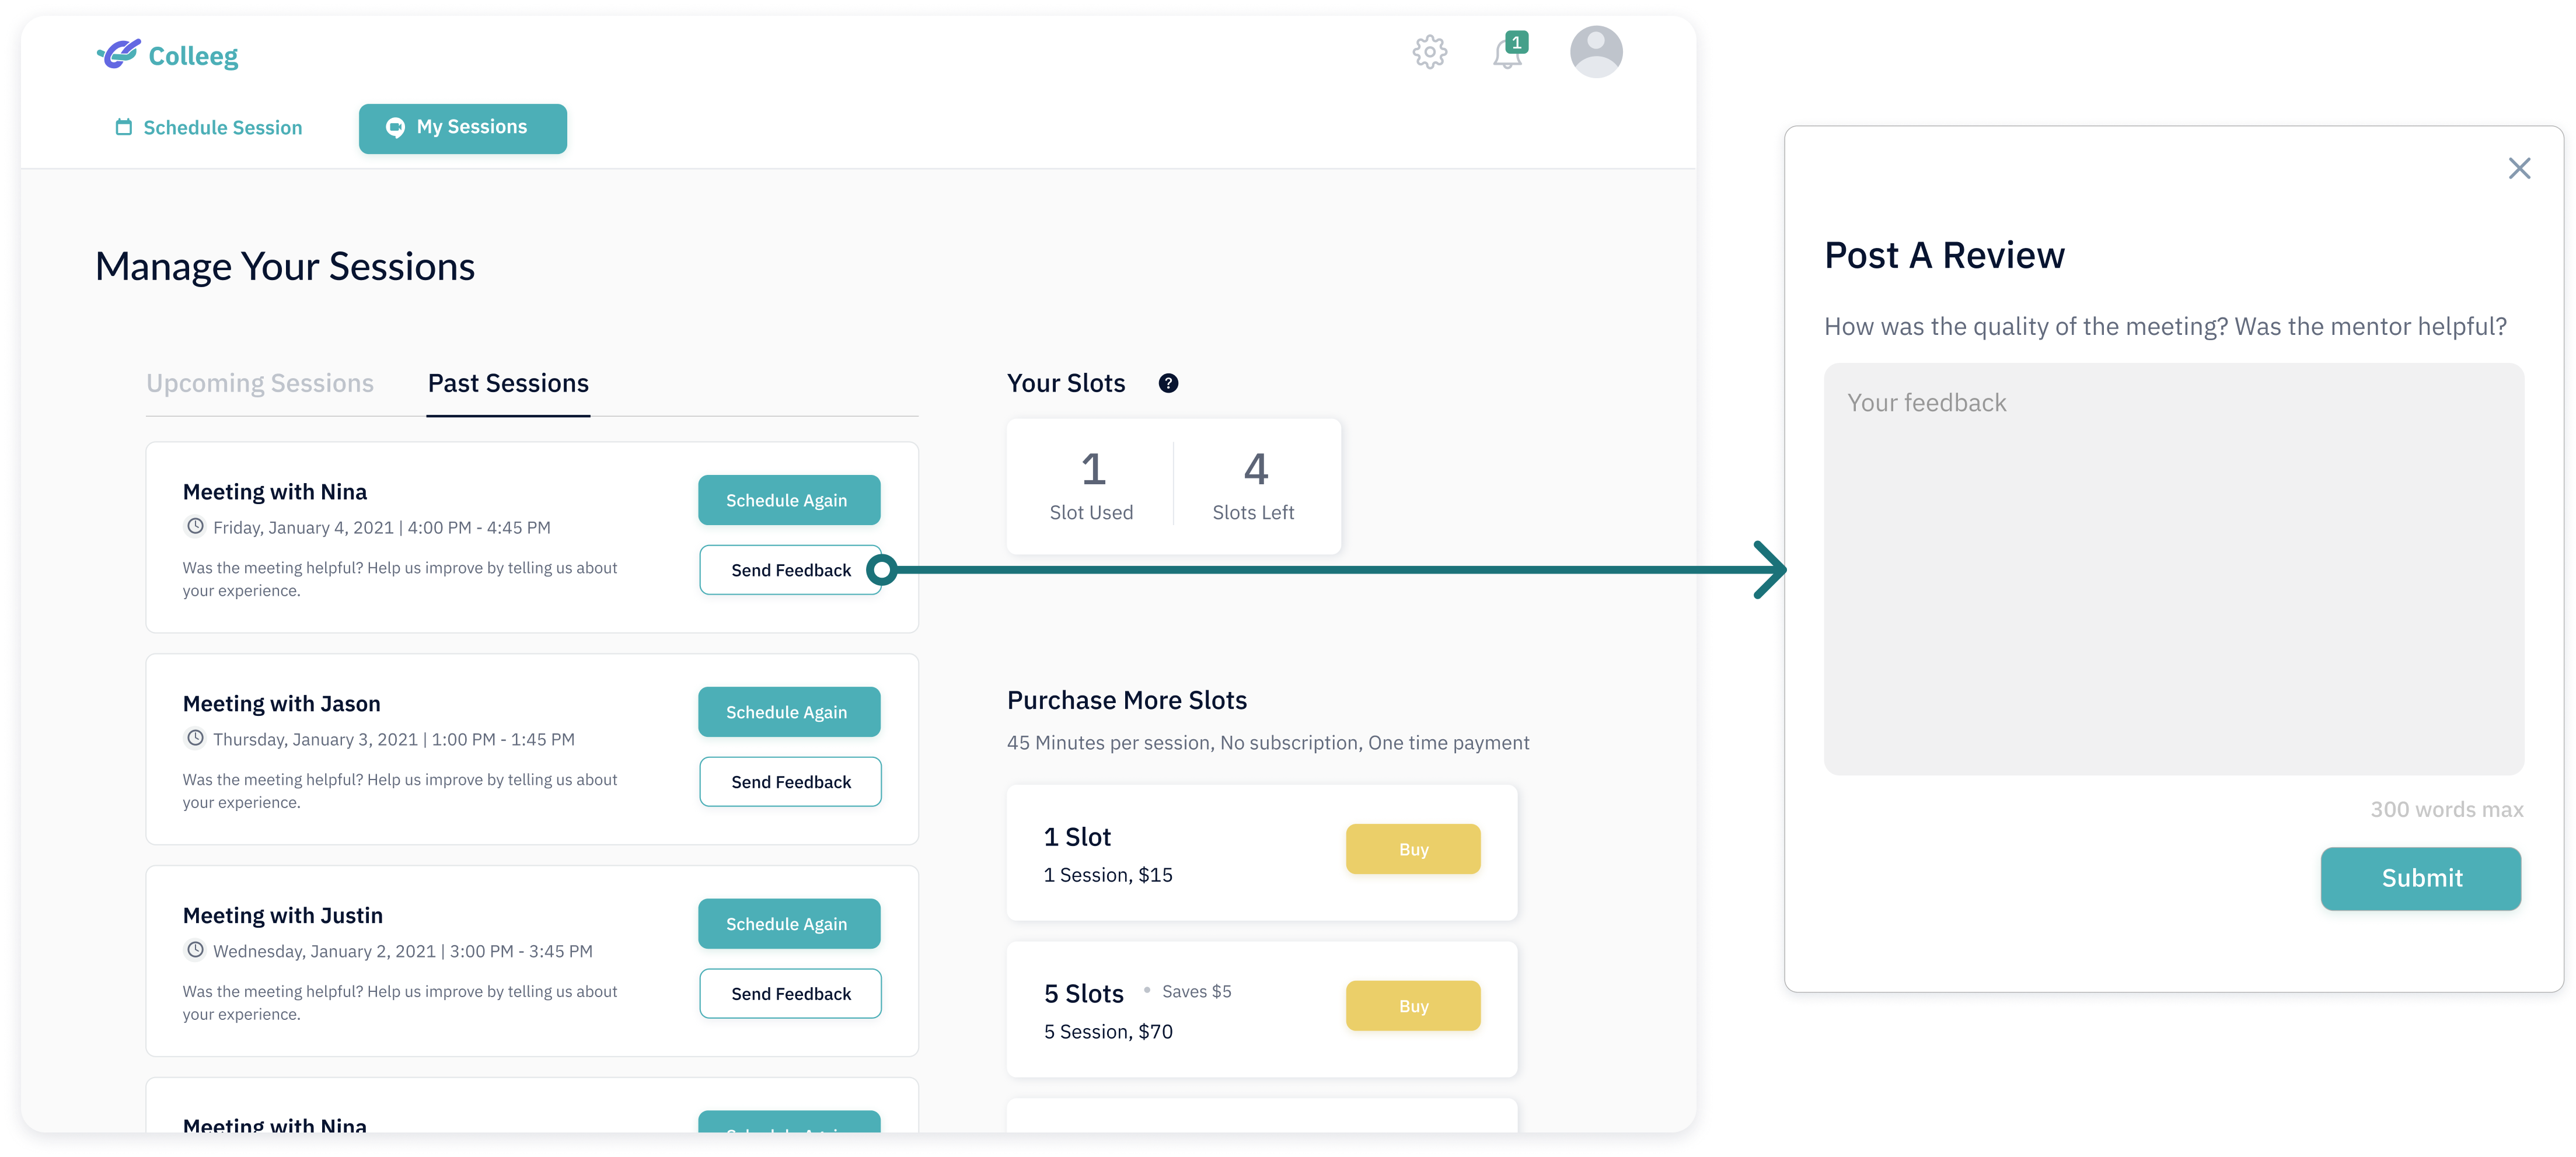 Colleeg
1
Schedule Session
My Sessions
Manage Your Sessions
Upcoming Sessions
Past Sessions
Meeting with Nina
Friday, January 4, 2021 | 4:00 PM - 4:45 PM
Was the meeting helpful? Help us improve by telling us about
your experience.
Schedule Again
Send Feedback
Meeting with Jason
Thursday, January 3, 2021 | 1:00 PM - 1:45 PM
Was the meeting helpful? Help us improve by telling us about
your experience.
Schedule Again
Send Feedback
Meeting with Justin
Wednesday, January 2, 2021 | 3:00 PM - 3:45 PM
Was the meeting helpful? Help us improve by telling us about
your experience.
Schedule Again
Send Feedback
Meeting with Nina
Schedule Again
Your Slots ?
1
Slot Used
4
Slots Left
Purchase More Slots
45 Minutes per session, No subscription, One time payment
1 Slot
1 Session, $15
Buy
5 Slots • Saves $5
5 Session, $70
Buy
Post A Review
How was the quality of the meeting? Was the mentor helpful?
Your feedback
300 words max
Submit